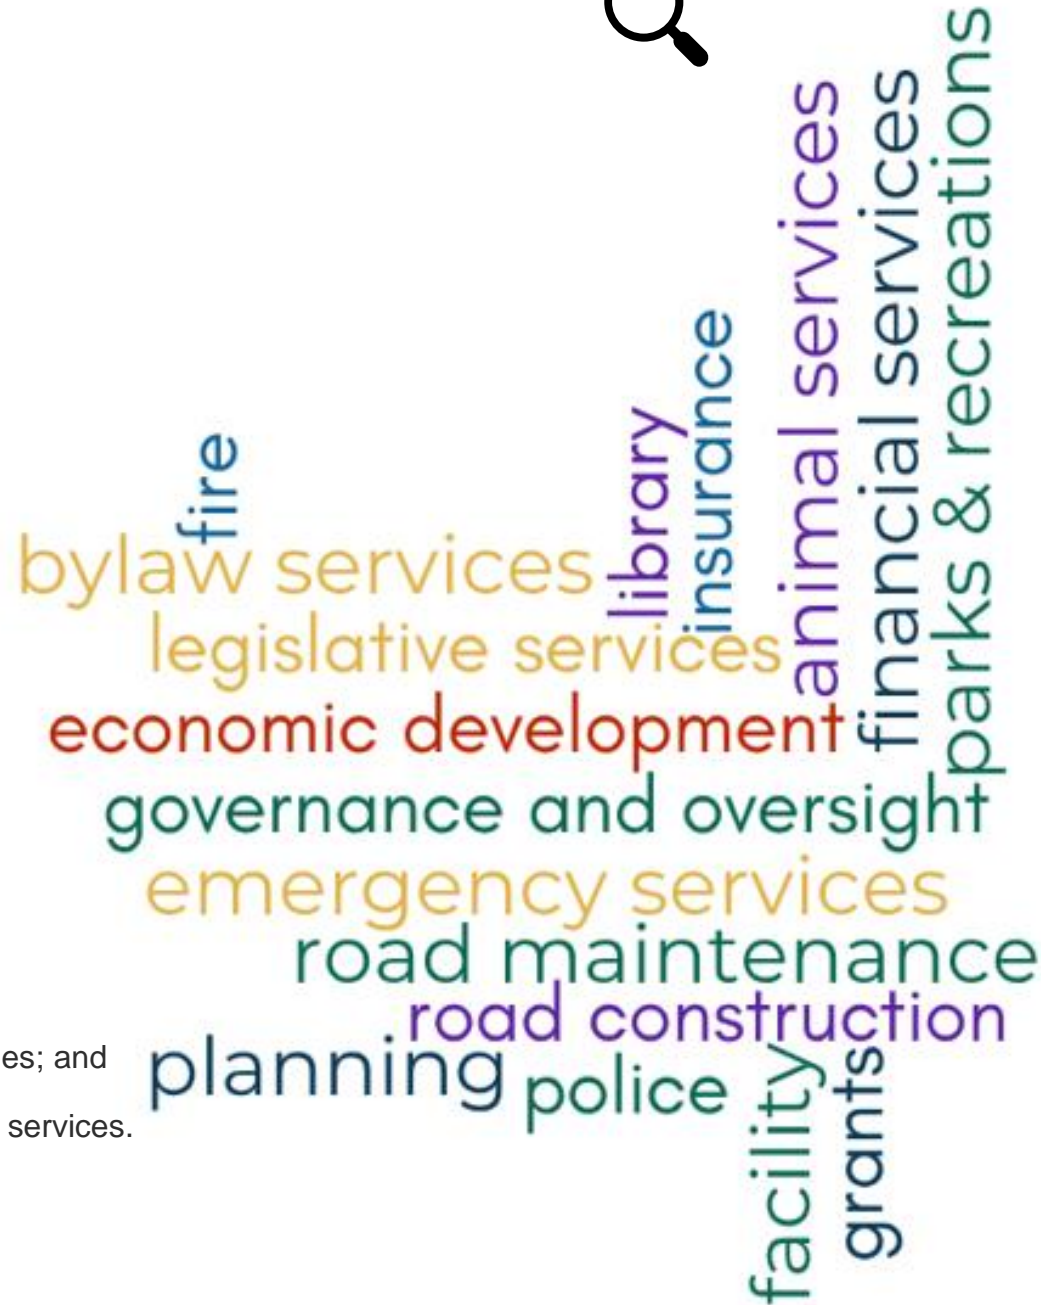 parks & recreations
financial services
animal services
insurance
library
fire
bylaw services
legislative services
economic development
governance and oversight
emergency services
road maintenance
road construction
planning
police
facility
grants
es; and
services.